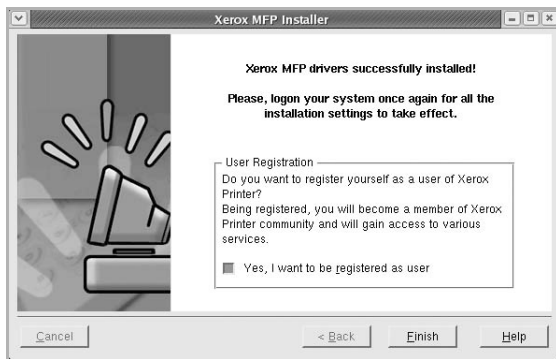 Xerox MFP Installer
Xerox MFP drivers successfully installed!
Please, logon your system once again for all the
installation settings to take effect.
User Registration
Do you want to register yourself as a user of Xerox
Printer?
Being registered, you will become a member of Xerox
Printer community and will gain access to various
services.
Yes, I want to be registered as user
Cancel
< Back
Finish
Help